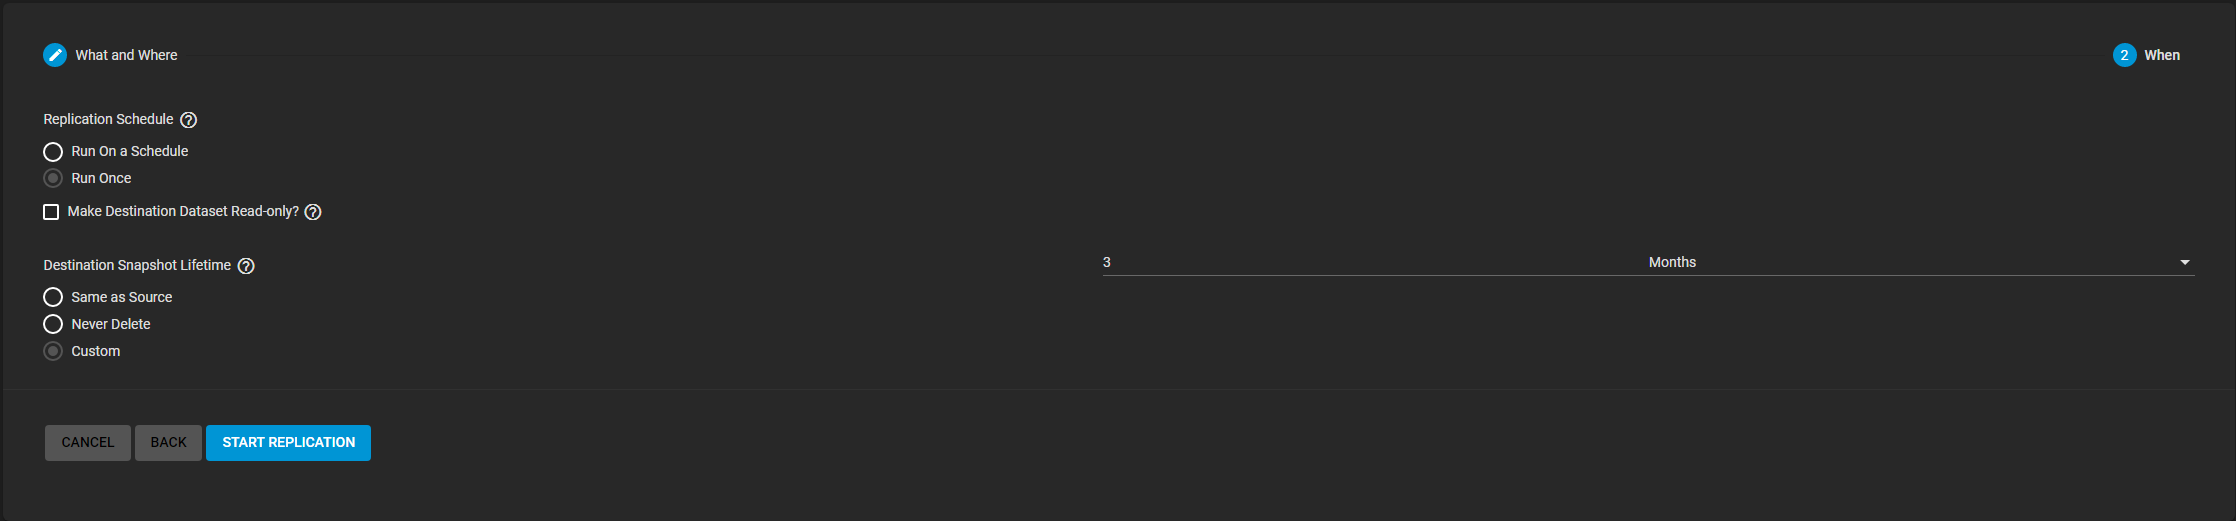 What and Where
2 When
Replication Schedule ?
Run On a Schedule
Run Once
Make Destination Dataset Read-only? ?
Destination Snapshot Lifetime ?
3 Months
Same as Source
Never Delete
Custom
CANCEL BACK START REPLICATION